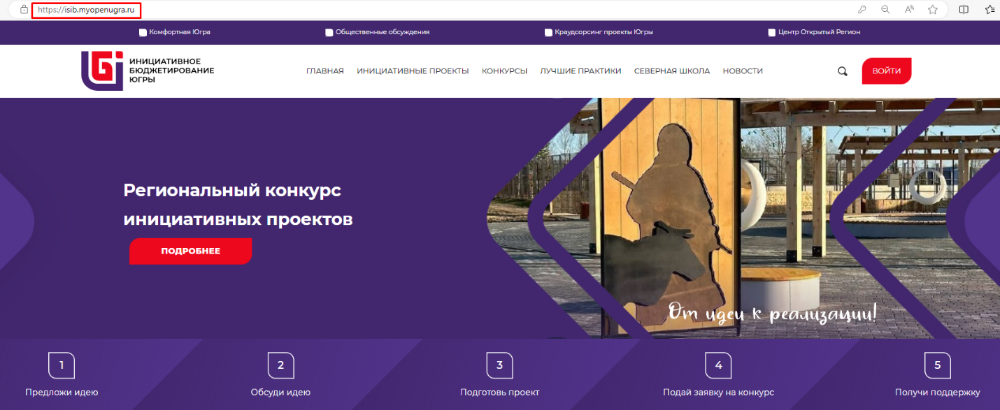 https://isib.myopenugra.ru
Комфортная Югра
Общественные обсуждения
Краудсорсинг проекты Югры
Центр Открытый Регион
ИНИЦИАТИВНОЕ
БЮДЖЕТИРОВАНИЕ
ЮГРЫ
ГЛАВНАЯ
ИНИЦИАТИВНЫЕ ПРОЕКТЫ
КОНКУРСЫ
ЛУЧШИЕ ПРАКТИКИ
СЕВЕРНАЯ ШКОЛА
НОВОСТИ
ВОЙТИ
Региональный конкурс
инициативных проектов
ПОДРОБНЕЕ
От идеи к реализации!
1
Предложи идею
2
Обсуди идею
3
Подготовь проект
4
Подай заявку на конкурс
5
Получи поддержку